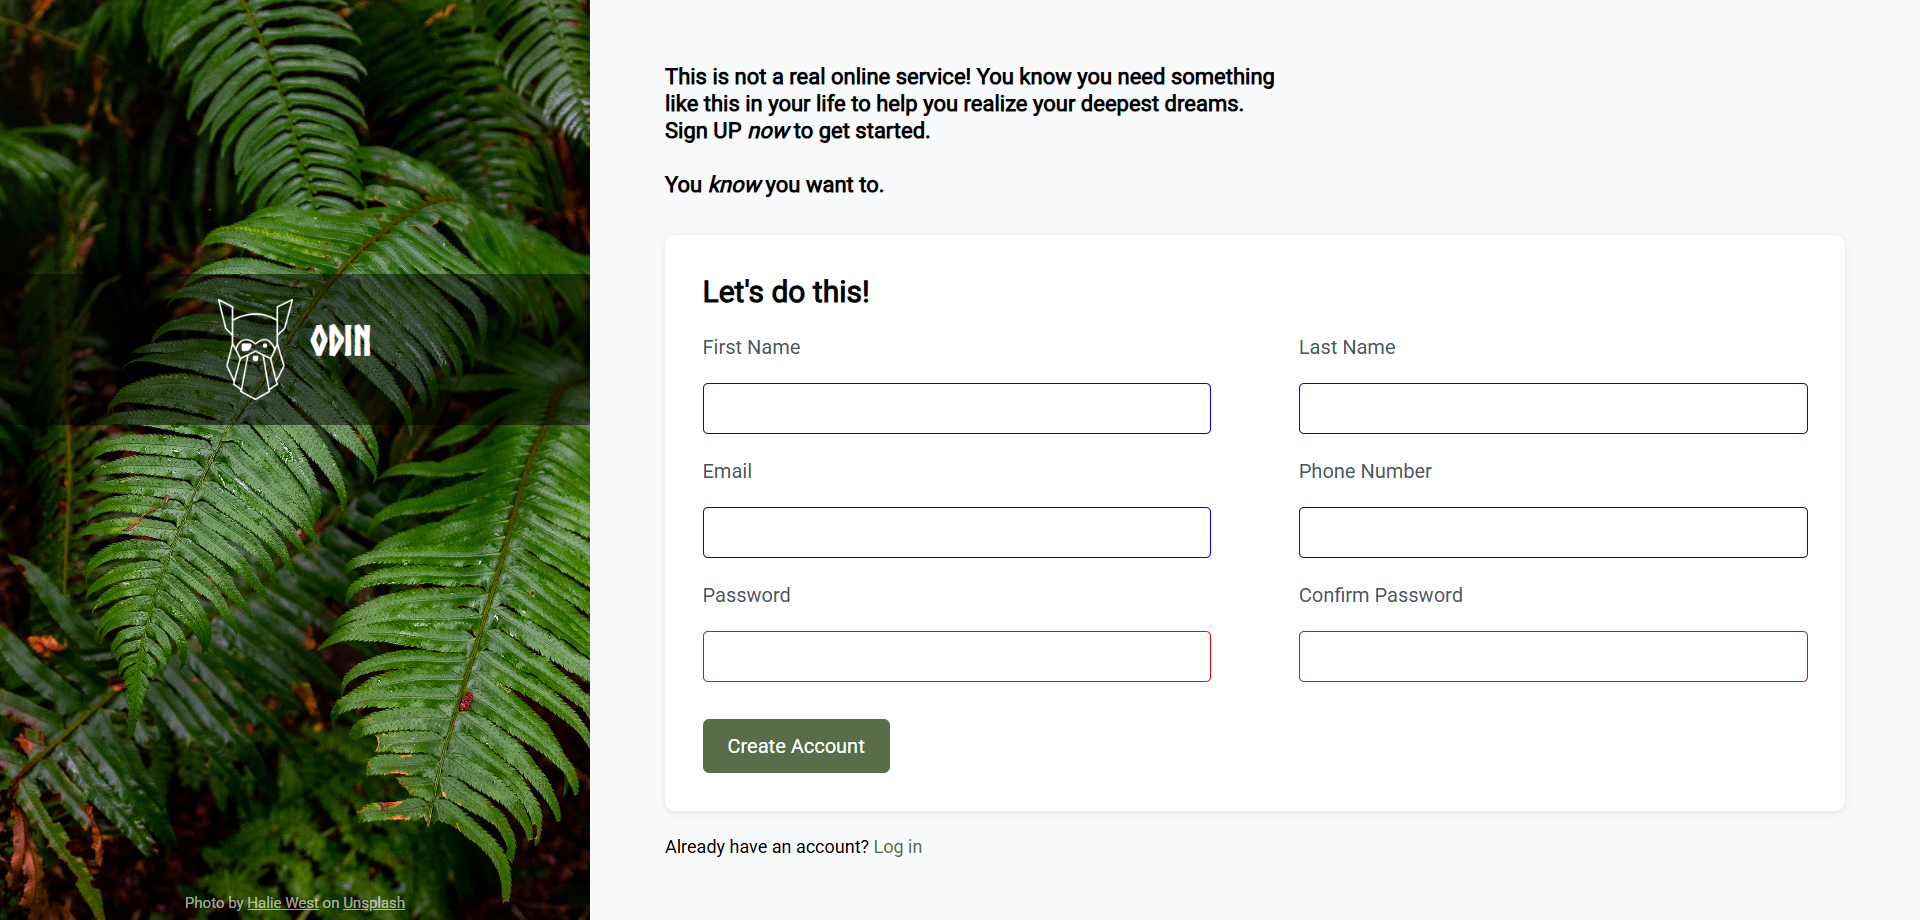 This is not a real online service! You know you need something
like this in your life to help you realize your deepest dreams.
Sign UP now to get started.
You know you want to.
ODIN
Let's do this!
First Name
Last Name
Email
Phone Number
Password
Confirm Password
Create Account
Already have an account? Log in
Photo by Halie West on Unsplash